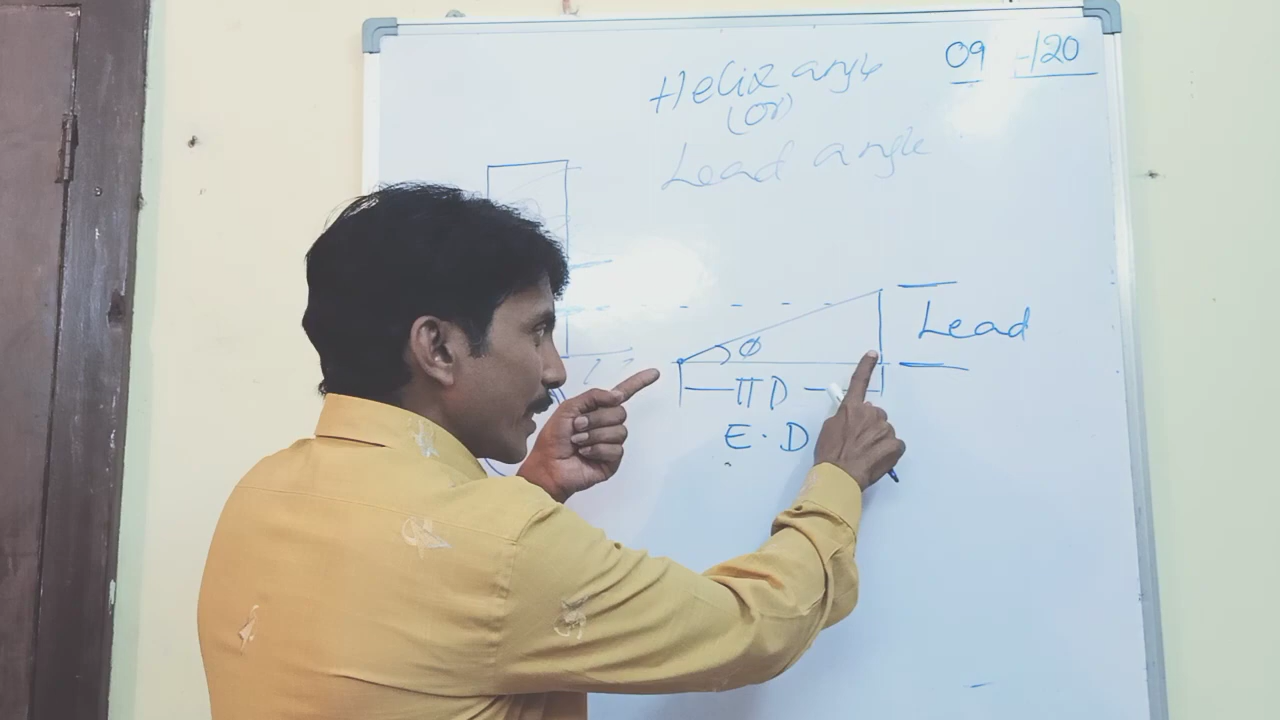 09 -/20
Helix angle
(or)
Lead angle
Lead
φ
πD
E.D